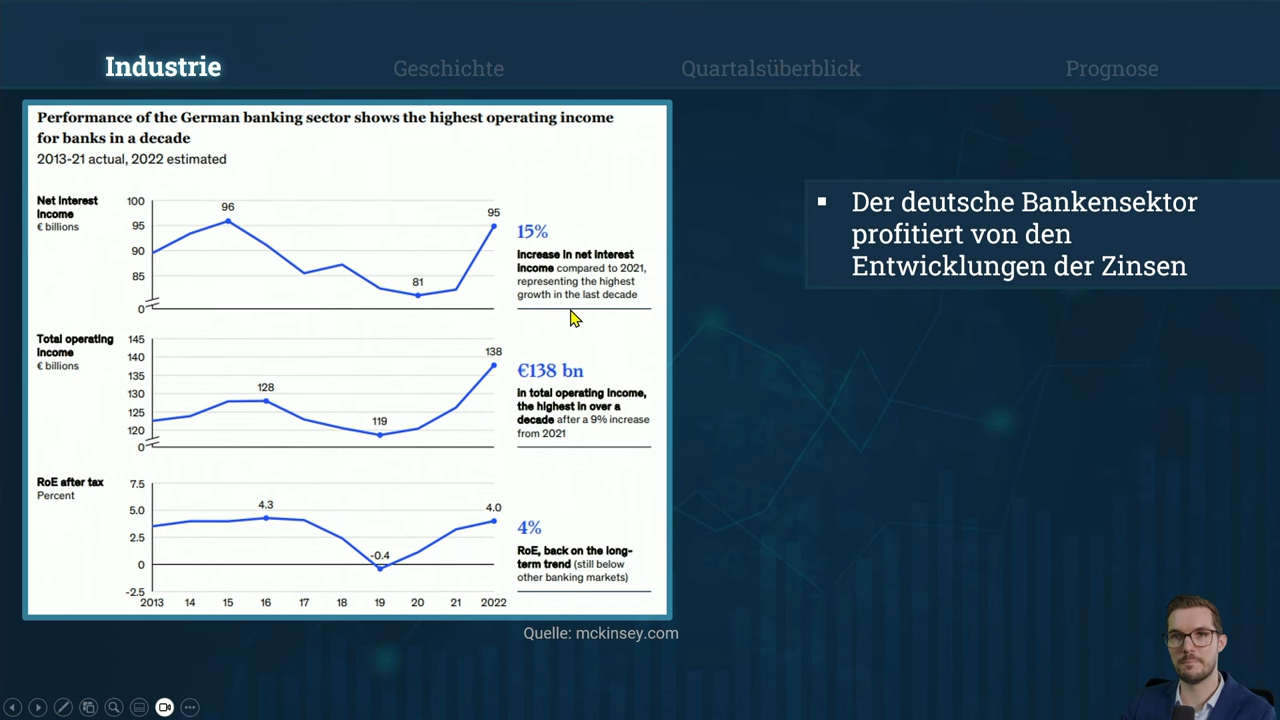 Industrie
Geschichte
Quartalsüberblick
Prognose
Performance of the German banking sector shows the highest operating income
for banks in a decade
2013-21 actual, 2022 estimated
Net interest
income
€ billions
100
95
90
85
0
96
81
95
15%
increase in net interest
income compared to 2021,
representing the highest
growth in the last decade
Total operating
income
€ billions
145
140
135
130
125
120
0
128
119
138
€138 bn
in total operating income,
the highest in over a
decade after a 9% increase
from 2021
RoE after tax
Percent
7.5
5.0
2.5
0
-2.5
4.3
-0.4
4.0
4%
RoE, back on the long-
term trend (still below
other banking markets)
2013 14 15 16 17 18 19 20 21 2022
Quelle: mckinsey.com
▪ Der deutsche Bankensektor
profitiert von den
Entwicklungen der Zinsen